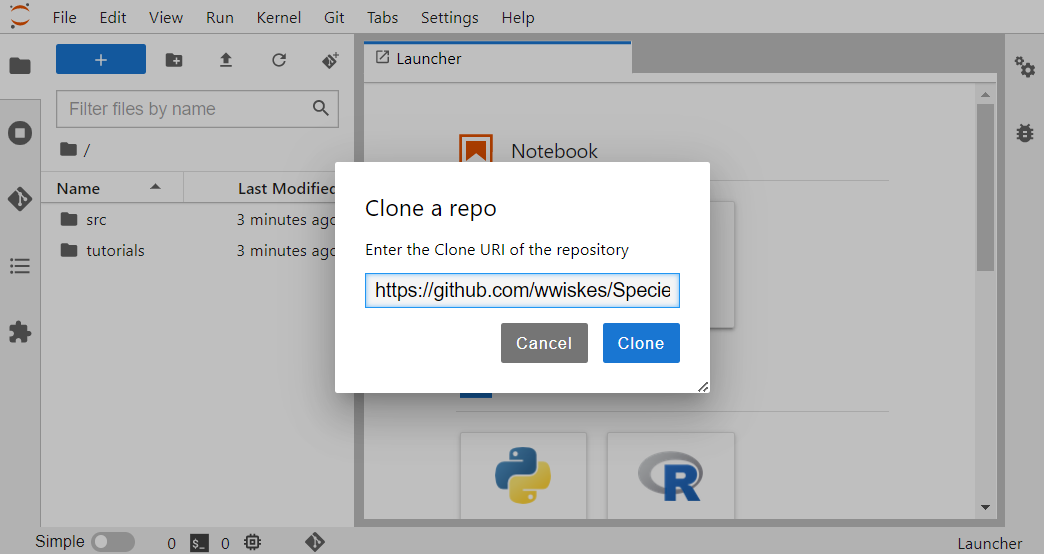 File Edit View Run Kernel Git Tabs Settings Help
+
Launcher
Filter files by name
/
Name Last Modified
src 3 minutes ago
tutorials 3 minutes ago
Notebook
Clone a repo
Enter the Clone URI of the repository
https://github.com/wwiskes/Specie
Cancel Clone
R
Simple 0 $_ 0 Launcher